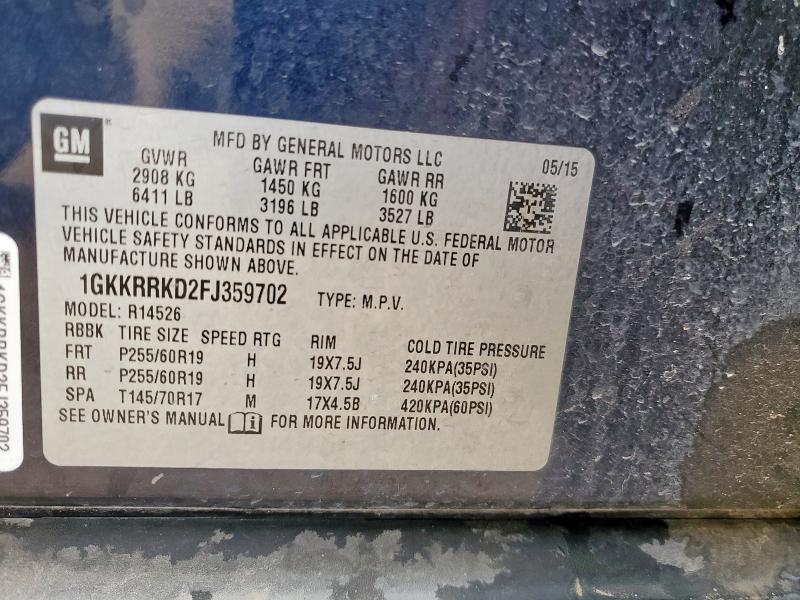 GM
MFD BY GENERAL MOTORS LLC
05/15
GVWR GAWR FRT GAWR RR
2908 KG 1450 KG 1600 KG
6411 LB 3196 LB 3527 LB
THIS VEHICLE CONFORMS TO ALL APPLICABLE U.S. FEDERAL MOTOR
VEHICLE SAFETY STANDARDS IN EFFECT ON THE DATE OF
MANUFACTURE SHOWN ABOVE.
1GKKRRKD2FJ359702 TYPE: M.P.V.
MODEL: R14526
RBBK TIRE SIZE SPEED RTG RIM COLD TIRE PRESSURE
FRT P255/60R19 H 19X7.5J 240KPA(35PSI)
RR P255/60R19 H 19X7.5J 240KPA(35PSI)
SPA T145/70R17 M 17X4.5B 420KPA(60PSI)
SEE OWNER'S MANUAL FOR MORE INFORMATION.
1GKKRRKD2FJ359702